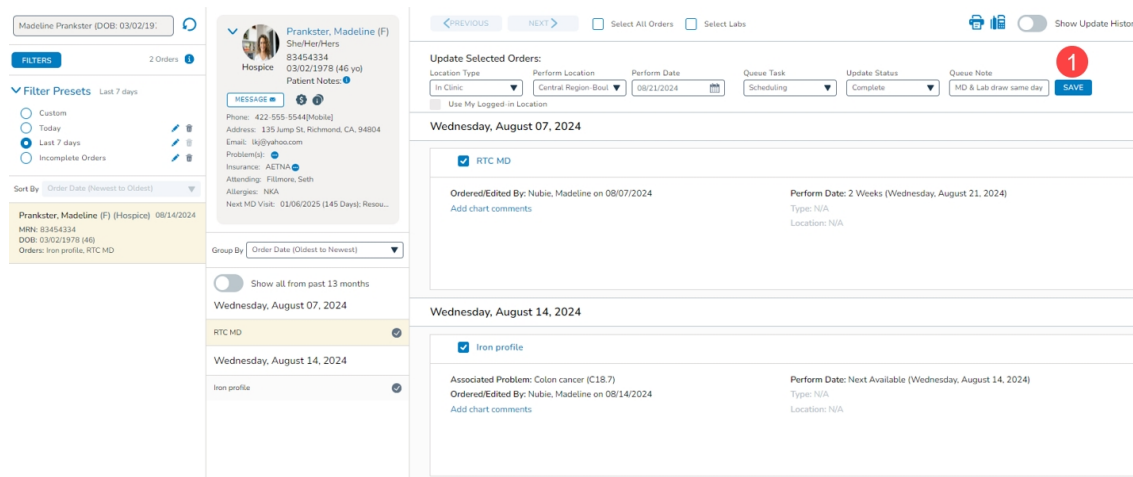 Madeline Prankster (DOB: 03/02/197
FILTERS
2 Orders
Filter Presets Last 7 days
Custom
Today
Last 7 days
Incomplete Orders
Sort By Order Date (Newest to Oldest)
Prankster, Madeline (F) (Hospice) 08/14/2024
MRN: 83454334
DOB: 03/02/1978 (46)
Orders: Iron profile, RTC MD
Prankster, Madeline (F)
She/Her/Hers
83454334
Hospice 03/02/1978 (46 yo)
Patient Notes:
MESSAGE
Phone: 422-555-5544[Mobile]
Address: 135 Jump St, Richmond, CA, 94804
Email: lkj@yahoo.com
Problem(s):
Insurance: AETNA
Attending: Fillmore, Seth
Allergies: NKA
Next MD Visit: 01/06/2025 (145 Days); Resou...
Group By Order Date (Oldest to Newest)
Show all from past 13 months
Wednesday, August 07, 2024
RTC MD
Wednesday, August 14, 2024
Iron profile
PREVIOUS NEXT Select All Orders Select Labs Show Update Histor
Update Selected Orders:
Location Type Perform Location Perform Date Queue Task Update Status Queue Note
In Clinic Central Region-Boul 08/21/2024 Scheduling Complete MD & Lab draw same day SAVE
1
Use My Logged-in Location
Wednesday, August 07, 2024
RTC MD
Ordered/Edited By: Nubie, Madeline on 08/07/2024
Add chart comments
Perform Date: 2 Weeks (Wednesday, August 21, 2024)
Type: N/A
Location: N/A
Wednesday, August 14, 2024
Iron profile
Associated Problem: Colon cancer (C18.7)
Ordered/Edited By: Nubie, Madeline on 08/14/2024
Add chart comments
Perform Date: Next Available (Wednesday, August 14, 2024)
Type: N/A
Location: N/A